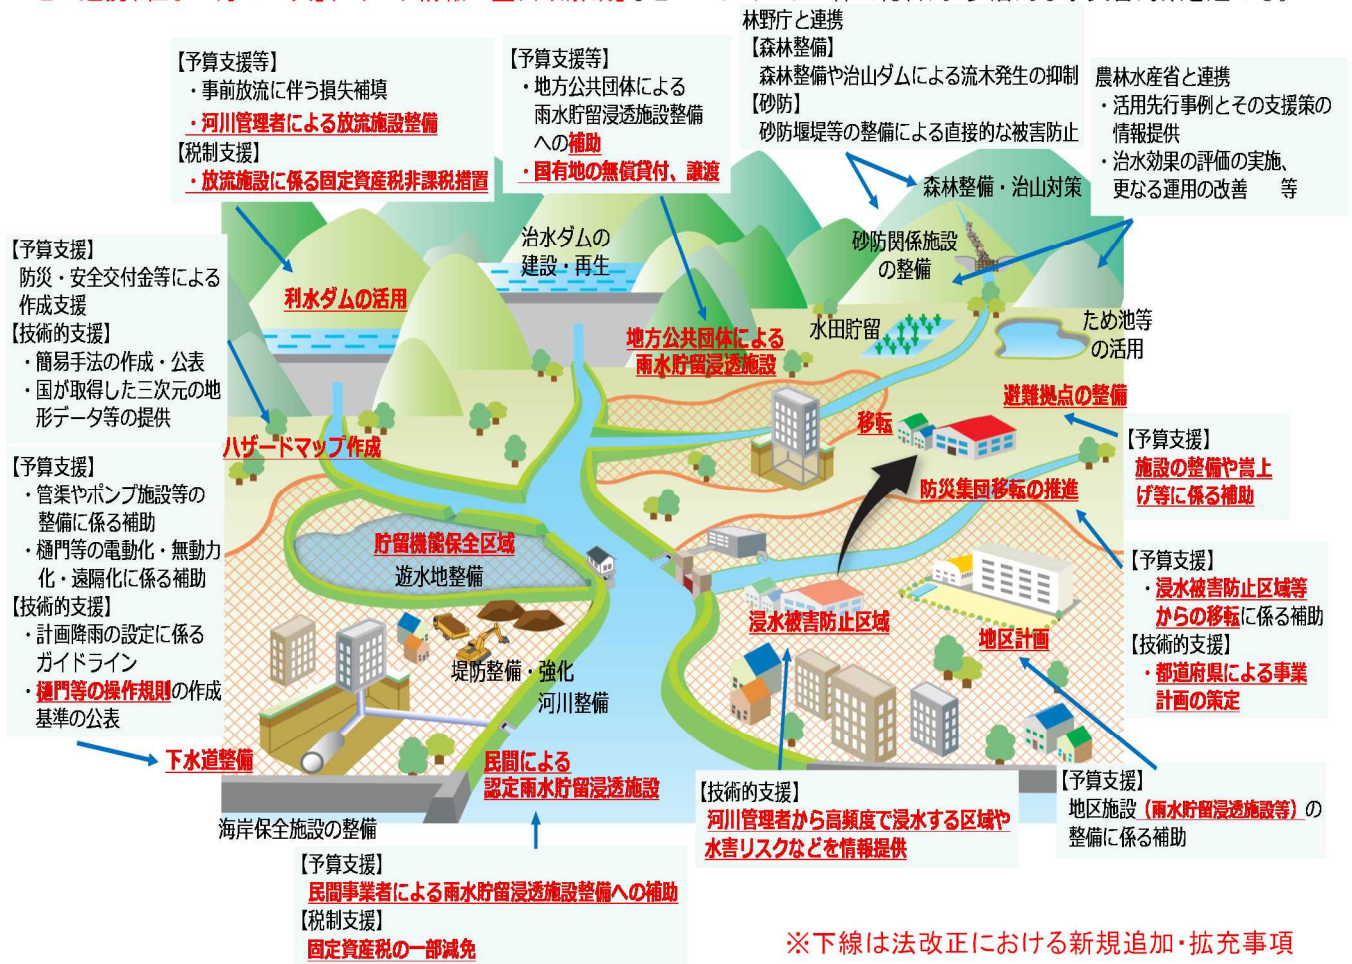 林野庁と連携
【森林整備】
森林整備や治山ダムによる流木発生の抑制
【砂防】
砂防堰堤等の整備による直接的な被害防止
【予算支援等】
・事前放流に伴う損失補填
・河川管理者による放流施設整備
【税制支援】
・放流施設に係る固定資産税非課税措置
【予算支援等】
・地方公共団体による
雨水貯留浸透施設整備
への補助
・国有地の無償貸付、譲渡
農林水産省と連携
・活用先行事例とその支援策の
情報提供
・治水効果の評価の実施、
更なる運用の改善　等
森林整備・治山対策
治水ダムの
建設・再生
砂防関係施設
の整備
利水ダムの活用
地方公共団体による
雨水貯留浸透施設
水田貯留
ため池等
の活用
【予算支援】
防災・安全交付金等による
作成支援
【技術的支援】
・簡易手法の作成・公表
・国が取得した三次元の地
形データ等の提供
ハザードマップ作成
移転
避難拠点の整備
【予算支援】
施設の整備や嵩上
げ等に係る補助
防災集団移転の推進
【予算支援】
・管渠やポンプ施設等の
整備に係る補助
・樋門等の電動化・無動力
化・遠隔化に係る補助
【技術的支援】
・計画降雨の設定に係る
ガイドライン
・樋門等の操作規則の作成
基準の公表
貯留機能保全区域
遊水地整備
浸水被害防止区域
地区計画
【予算支援】
・浸水被害防止区域等
からの移転に係る補助
【技術的支援】
・都道府県による事業
計画の策定
堤防整備・強化
河川整備
下水道整備
民間による
認定雨水貯留浸透施設
海岸保全施設の整備
【技術的支援】
河川管理者から高頻度で浸水する区域や
水害リスクなどを情報提供
【予算支援】
地区施設（雨水貯留浸透施設等）の
整備に係る補助
【予算支援】
民間事業者による雨水貯留浸透施設整備への補助
【税制支援】
固定資産税の一部減免
※下線は法改正における新規追加・拡充事項